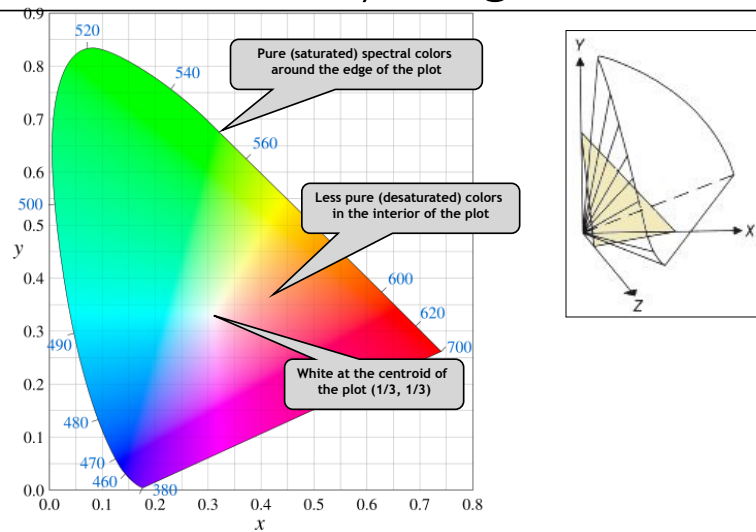 0.9
520
Pure (saturated) spectral colors
around the edge of the plot
Y
0.8
540
0.7
560
0.6
Less pure (desaturated) colors
in the interior of the plot
500
0.5
X
y
0.4
600
Z
620
0.3
490
700
White at the centroid of
the plot (1/3, 1/3)
0.2
480
0.1
470
460
380
0.0
0.0 0.1 0.2 0.3 0.4 0.5 0.6 0.7 0.8
x